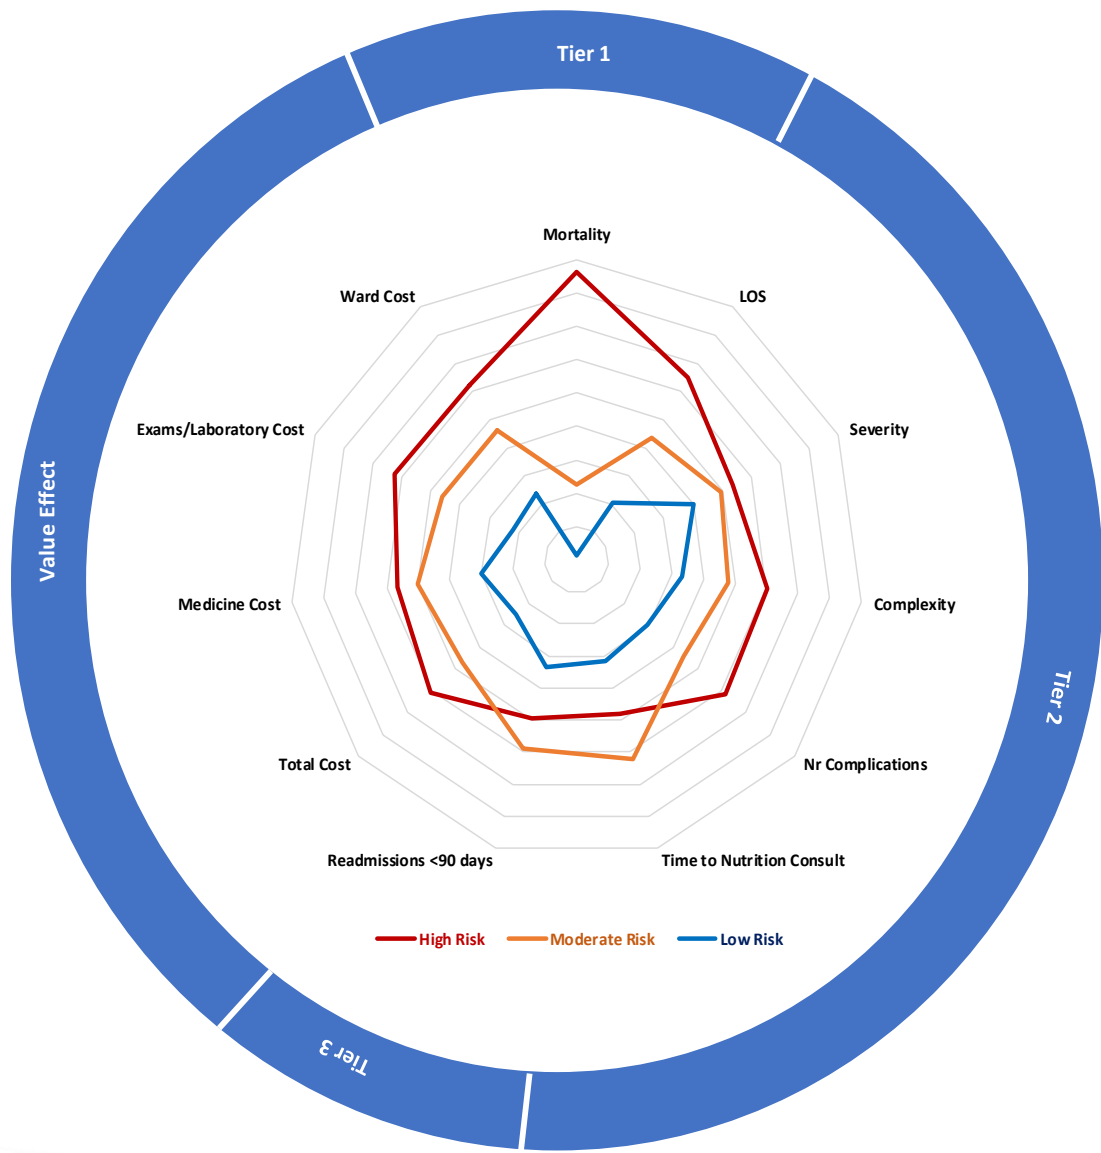 Tier 1
Mortality
Ward Cost
LOS
Exams/Laboratory Cost
Severity
Value Effect
Medicine Cost
Complexity
Tier 2
Total Cost
Nr Complications
Readmissions <90 days
Time to Nutrition Consult
High Risk
Moderate Risk
Low Risk
Tier 3